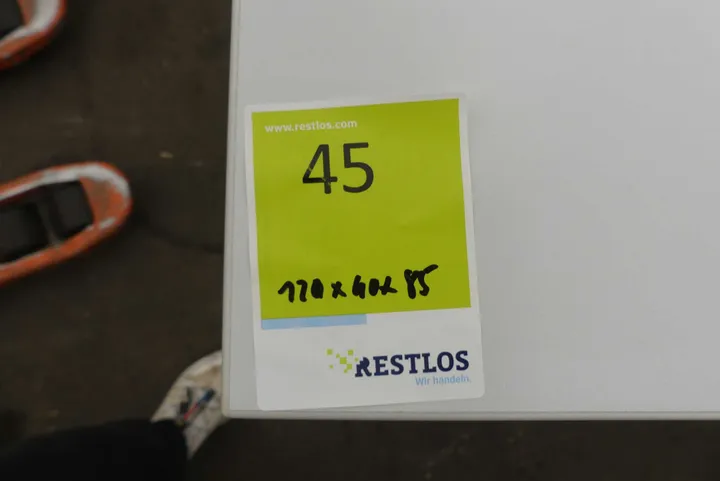 www.restlos.com
45
120 x 40 x 85
RESTLOS
Wir handeln.